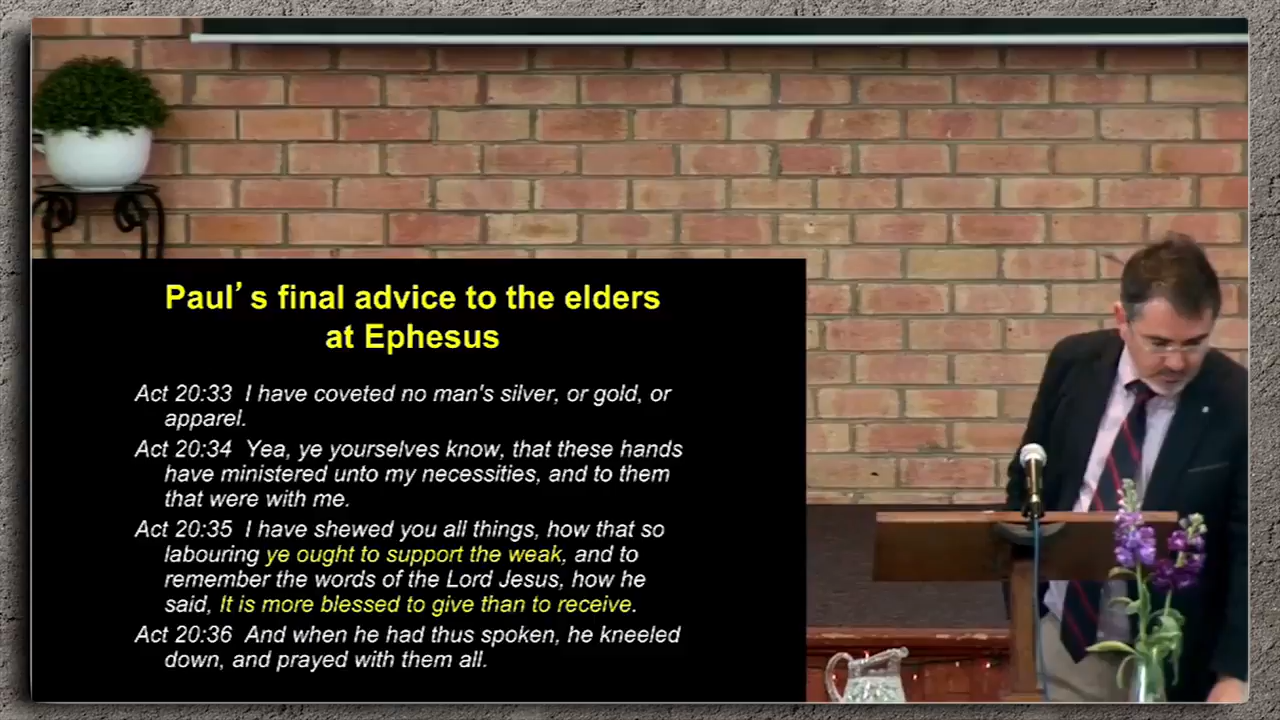 Paul's final advice to the elders
at Ephesus
Act 20:33 I have coveted no man's silver, or gold, or
apparel.
Act 20:34 Yea, ye yourselves know, that these hands
have ministered unto my necessities, and to them
that were with me.
Act 20:35 I have shewed you all things, how that so
labouring ye ought to support the weak, and to
remember the words of the Lord Jesus, how he
said, It is more blessed to give than to receive.
Act 20:36 And when he had thus spoken, he kneeled
down, and prayed with them all.